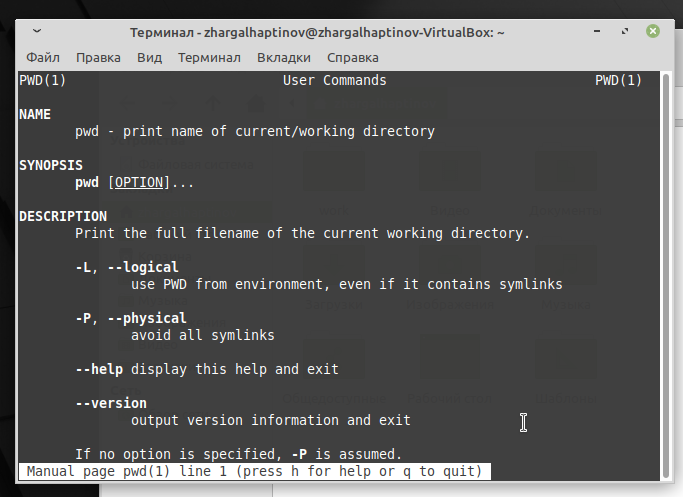 Терминал - zhargalhaptinov@zhargalhaptinov-VirtualBox: ~
Файл Правка Вид Терминал Вкладки Справка
PWD(1) User Commands PWD(1)
NAME
pwd - print name of current/working directory
SYNOPSIS
pwd [OPTION]...
DESCRIPTION
Print the full filename of the current working directory.
-L, --logical
use PWD from environment, even if it contains symlinks
-P, --physical
avoid all symlinks
--help display this help and exit
--version
output version information and exit
If no option is specified, -P is assumed.
Manual page pwd(1) line 1 (press h for help or q to quit)